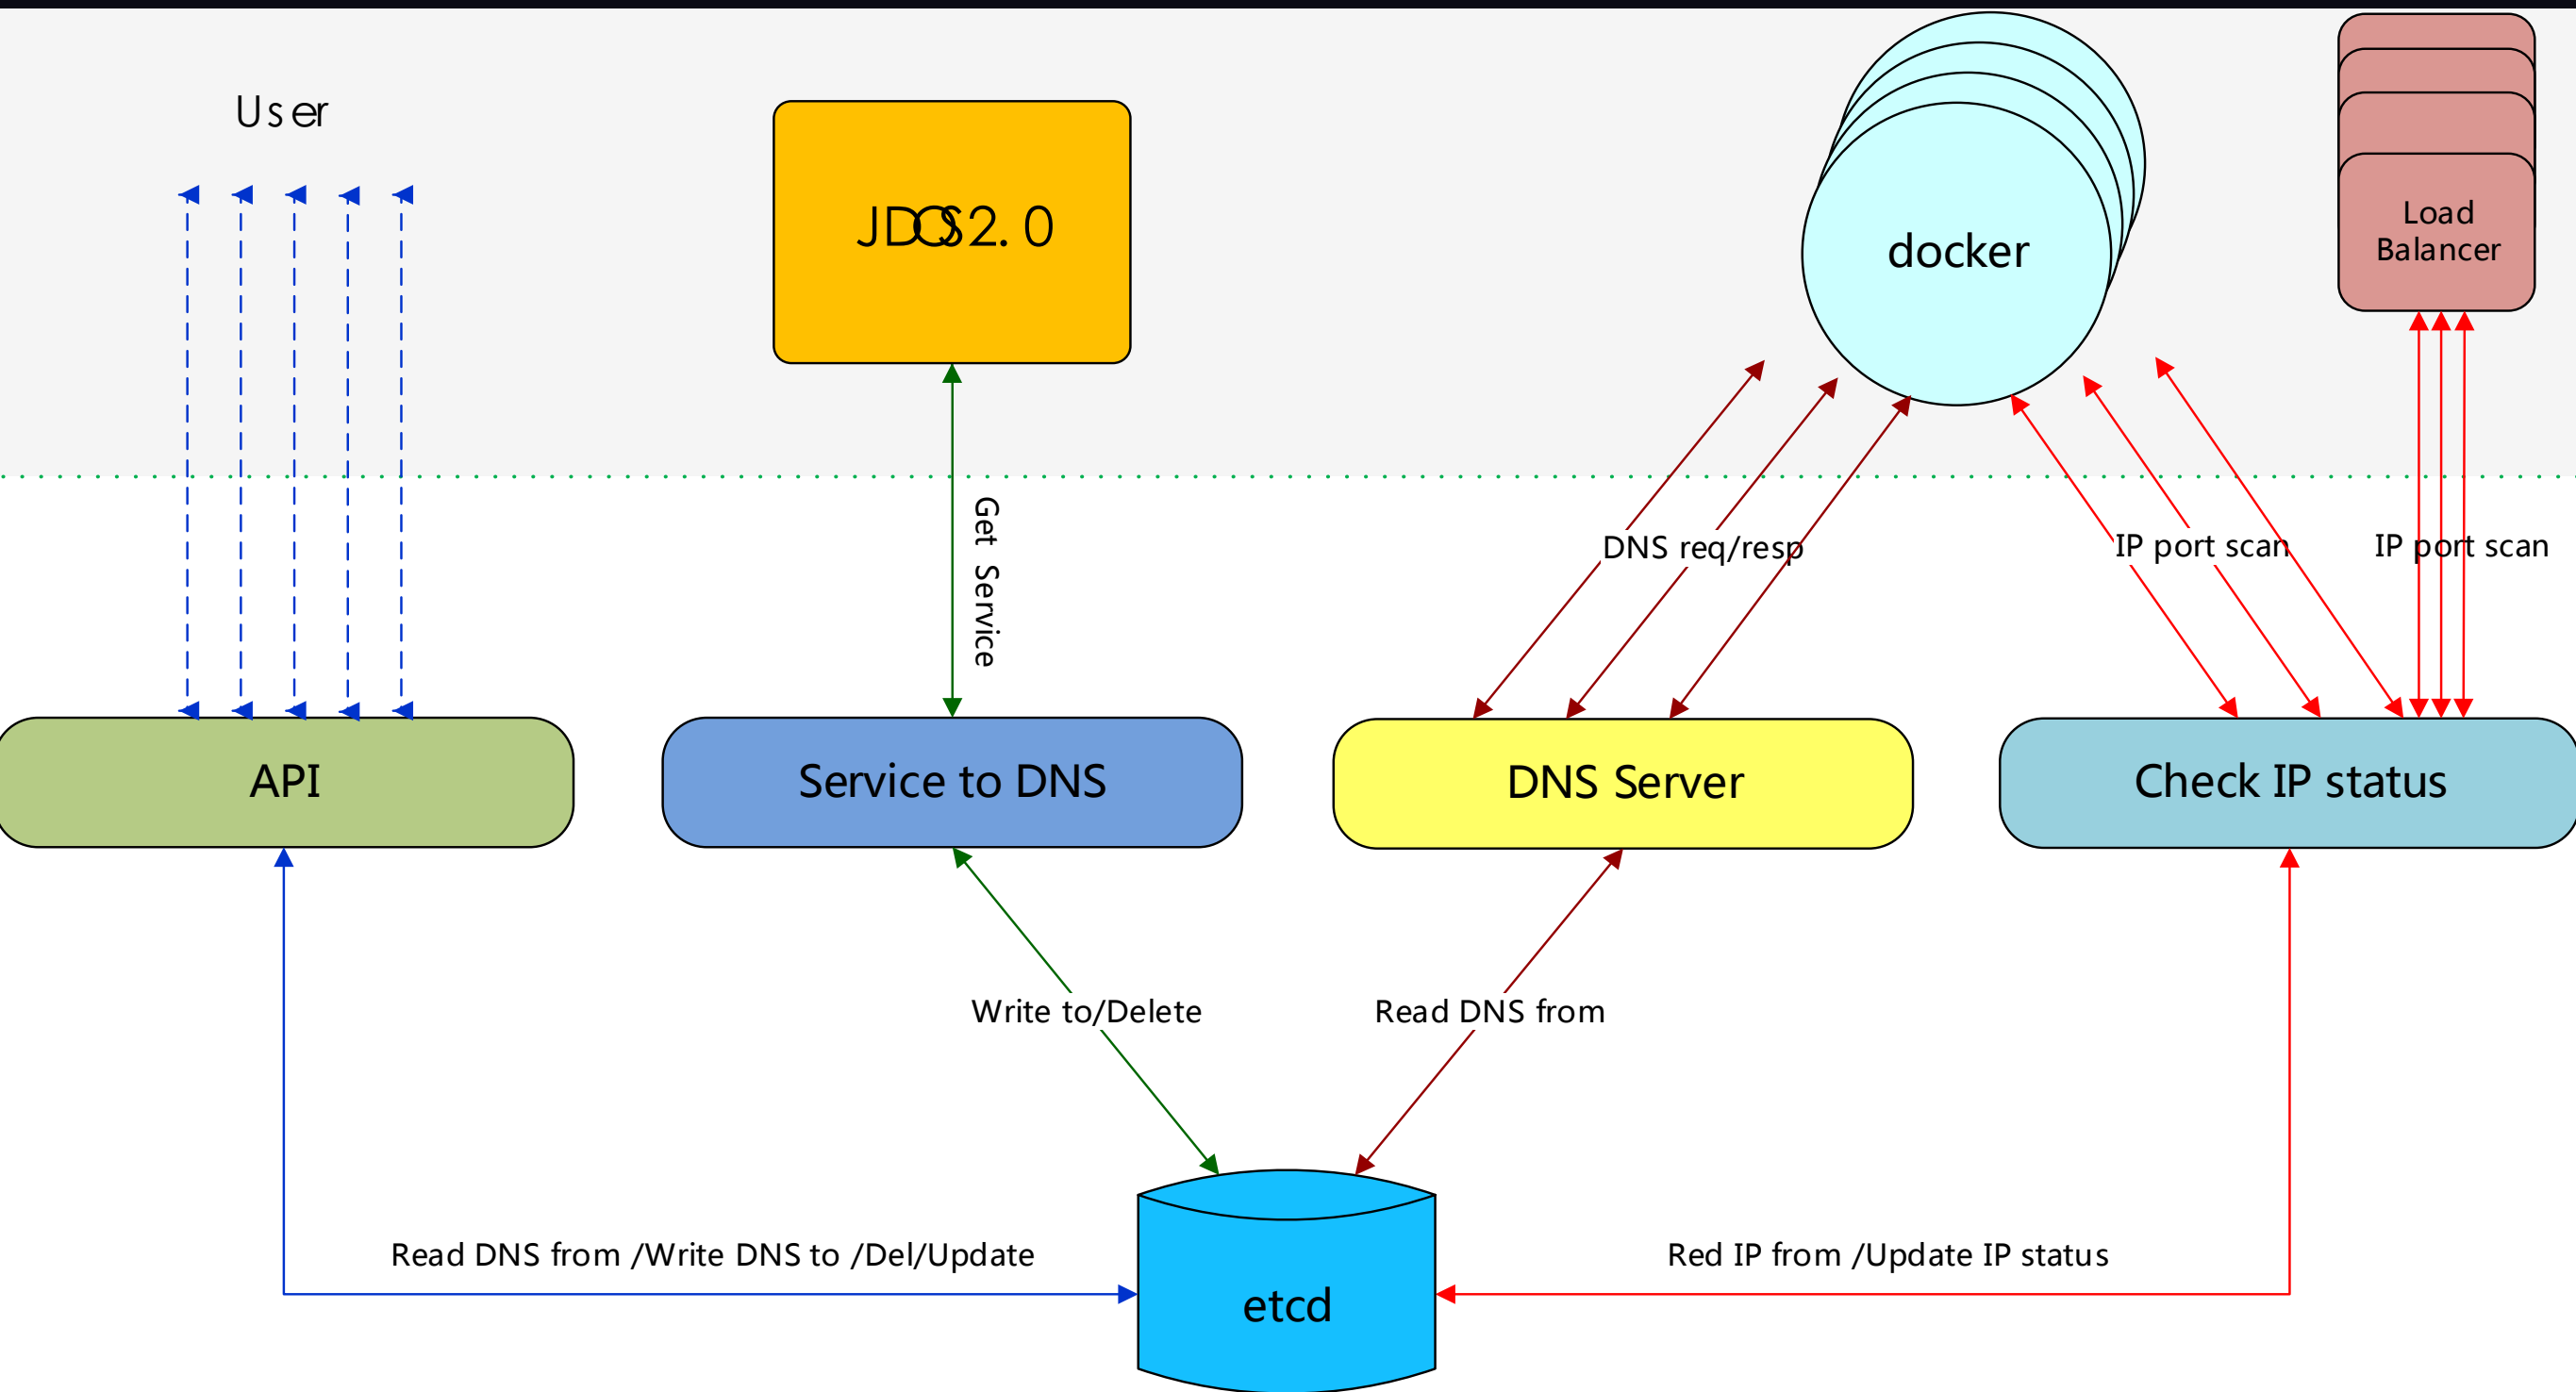 User
JDOS2.0
docker
Load
Balancer
Get Service
DNS req/resp
IP port scan
IP port scan
API
Service to DNS
DNS Server
Check IP status
Write to/Delete
Read DNS from
Read DNS from /Write DNS to /Del/Update
Red IP from /Update IP status
etcd